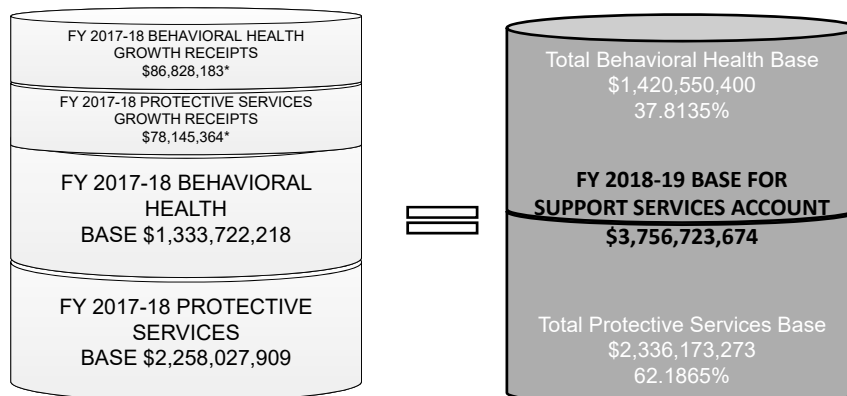 FY 2017-18 BEHAVIORAL HEALTH
GROWTH RECEIPTS
$86,828,183*
FY 2017-18 PROTECTIVE SERVICES
GROWTH RECEIPTS
$78,145,364*
FY 2017-18 BEHAVIORAL
HEALTH
BASE $1,333,722,218
FY 2017-18 PROTECTIVE
SERVICES
BASE $2,258,027,909
Total Behavioral Health Base
$1,420,550,400
37.8135%
FY 2018-19 BASE FOR
SUPPORT SERVICES ACCOUNT
$3,756,723,674
Total Protective Services Base
$2,336,173,273
62.1865%